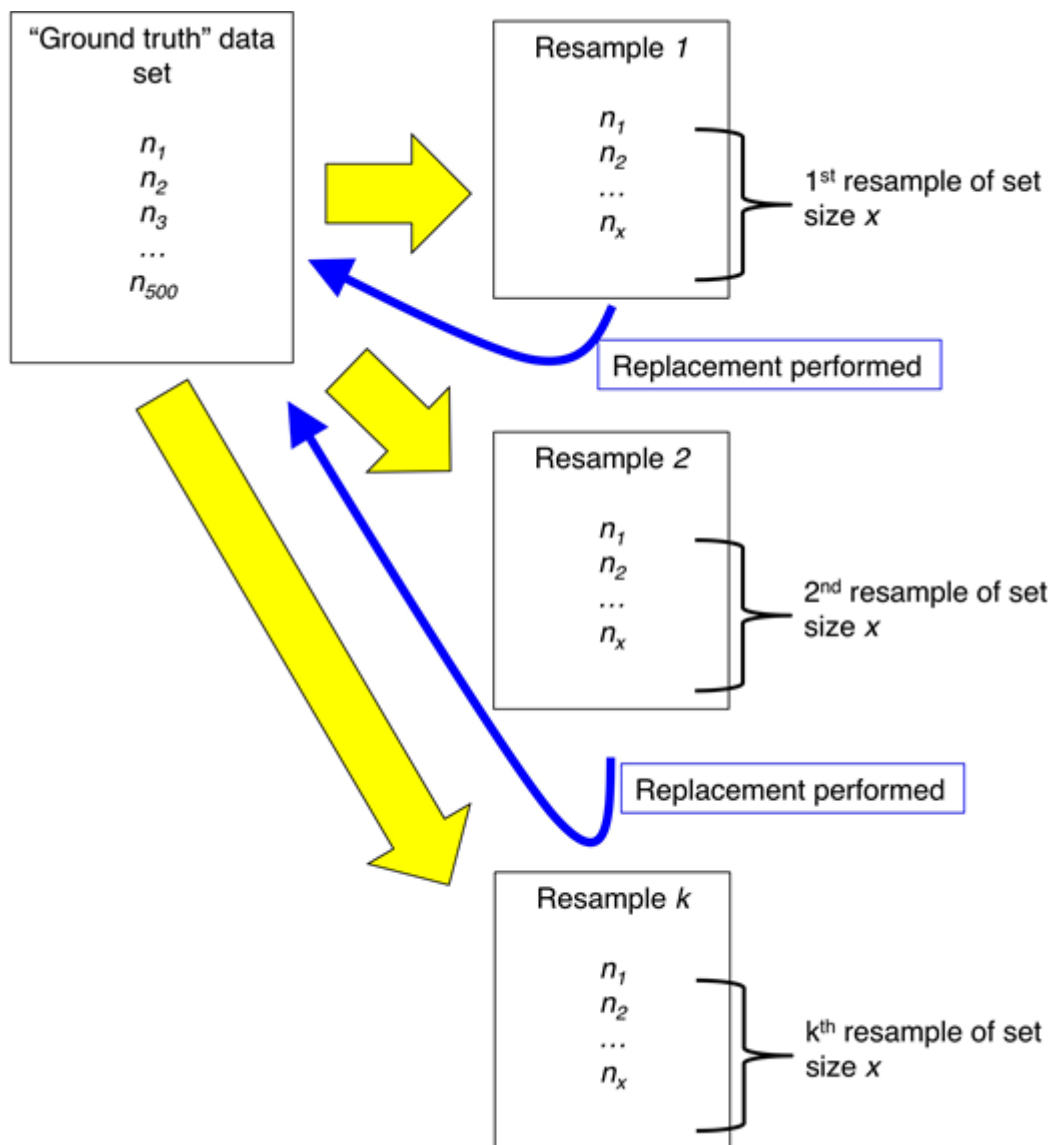 “Ground truth” data
set
n1
n2
n3
...
n500
Resample 1
n1
n2
...
nx
1st resample of set
size x
Replacement performed
Resample 2
n1
n2
...
nx
2nd resample of set
size x
Replacement performed
Resample k
n1
n2
...
nx
kth resample of set
size x